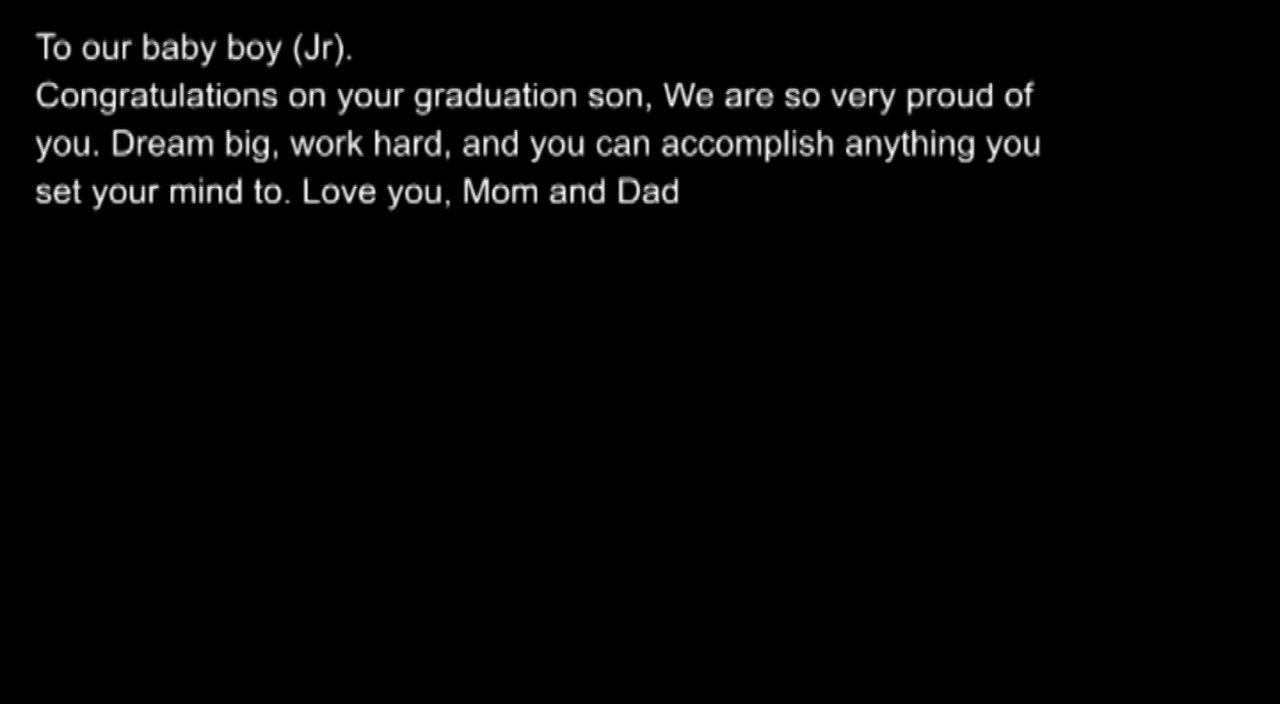 To our baby boy (Jr).
Congratulations on your graduation son, We are so very proud of
you. Dream big, work hard, and you can accomplish anything you
set your mind to. Love you, Mom and Dad